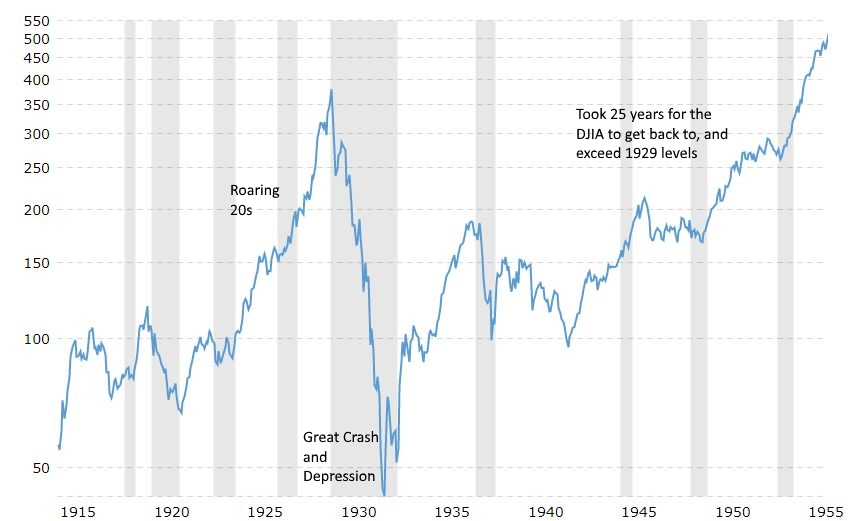 550
500
450
400
350
300
250
200
150
100
50
Took 25 years for the
DJIA to get back to, and
exceed 1929 levels
Roaring
20s
Great Crash
and
Depression
1915 1920 1925 1930 1935 1940 1945 1950 1955